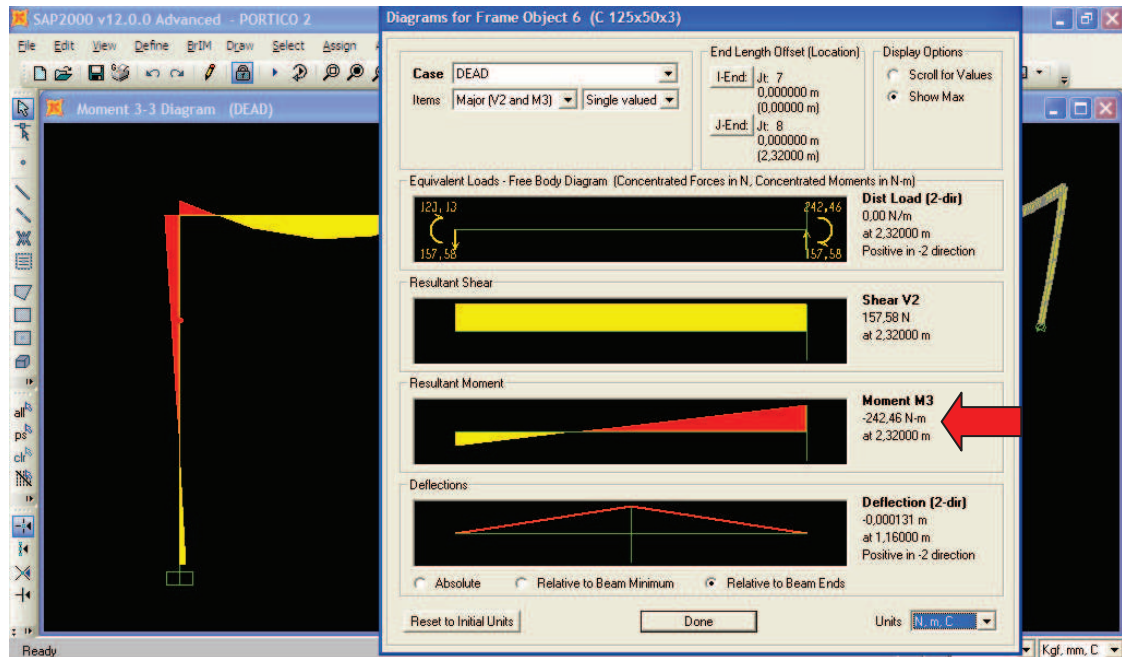 SAP2000 v12.0.0 Advanced - PORTICO 2
File Edit View Define BrIM Draw Select Assign
Moment 3-3 Diagram (DEAD)
all
ps
clr
Ready
Diagrams for Frame Object 6 (C 125x50x3)
Case DEAD
Items Major (V2 and M3) Single valued
End Length Offset (Location)
I-End: Jt: 7
0,000000 m
(0,00000 m)
J-End: Jt: 8
0,000000 m
(2,32000 m)
Display Options
Scroll for Values
Show Max
Equivalent Loads - Free Body Diagram (Concentrated Forces in N, Concentrated Moments in N-m)
123,13 242,46
157,58 157,58
Dist Load (2-dir)
0,00 N/m
at 2,32000 m
Positive in -2 direction
Resultant Shear
Shear V2
157,58 N
at 2,32000 m
Resultant Moment
Moment M3
-242,46 N-m
at 2,32000 m
Deflections
Deflection (2-dir)
-0,000131 m
at 1,16000 m
Positive in -2 direction
Absolute Relative to Beam Minimum Relative to Beam Ends
Reset to Initial Units Done Units N, m, C
Kgf, mm, C